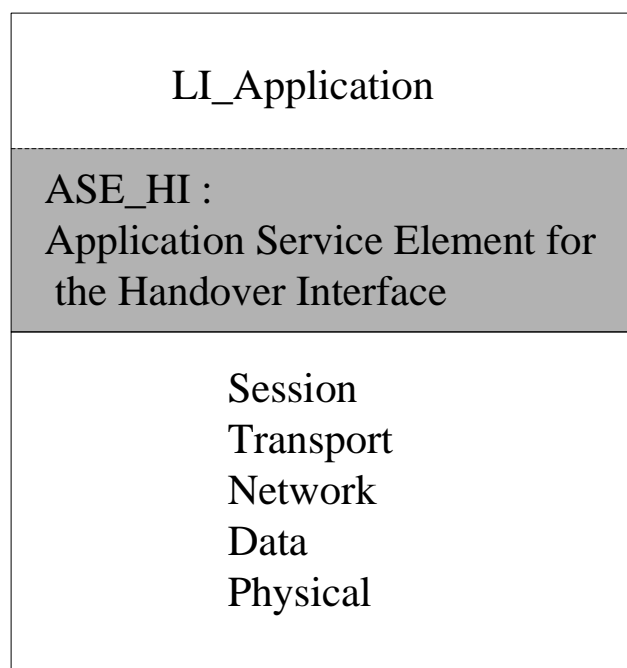 LI_Application
ASE_HI :
Application Service Element for
the Handover Interface
Session
Transport
Network
Data
Physical